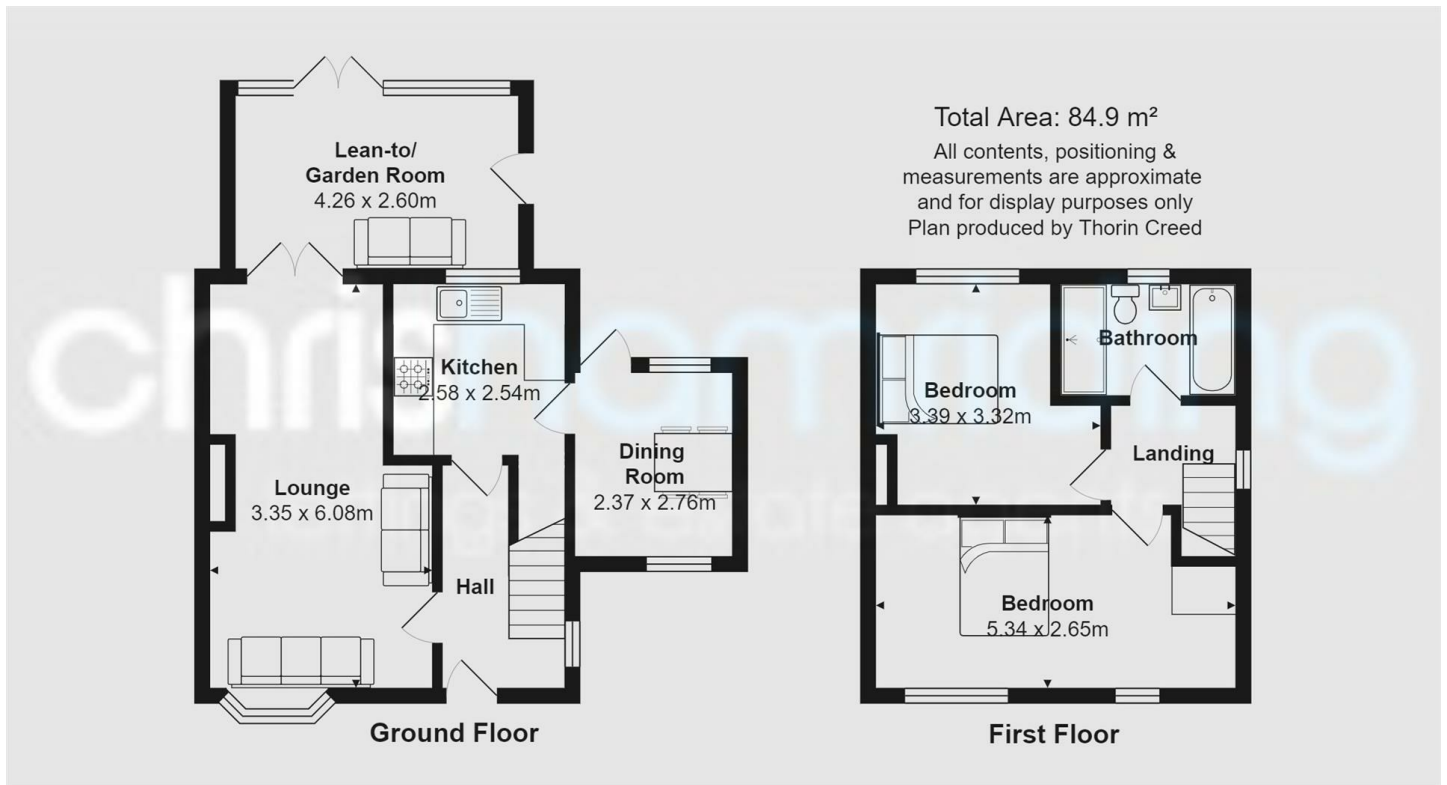 Lean-to/
Garden Room
4.26 x 2.60m
Kitchen
2.58 x 2.54m
Dining
Room
2.37 x 2.76m
Lounge
3.35 x 6.08m
Hall
Ground Floor
Total Area: 84.9 m²
All contents, positioning &
measurements are approximate
and for display purposes only
Plan produced by Thorin Creed
Bathroom
Bedroom
3.39 x 3.32m
Landing
Bedroom
5.34 x 2.65m
First Floor